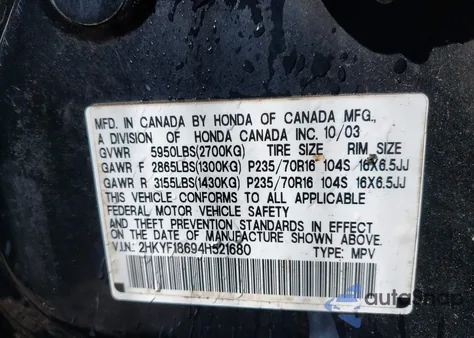 MFD. IN CANADA BY HONDA OF CANADA MFG.,
A DIVISION OF HONDA CANADA INC. 10/03
GVWR 5950LBS(2700KG) TIRE SIZE RIM SIZE
GAWR F 2865LBS(1300KG) P235/70R16 104S 16X6.5JJ
GAWR R 3155LBS(1430KG) P235/70R16 104S 16X6.5JJ
THIS VEHICLE CONFORMS TO ALL APPLICABLE
FEDERAL MOTOR VEHICLE SAFETY
AND THEFT PREVENTION STANDARDS IN EFFECT ON
THE DATE OF MANUFACTURE SHOWN ABOVE.
V.I.N.: 2HKYF18694H521680 TYPE: MPV
autosnap